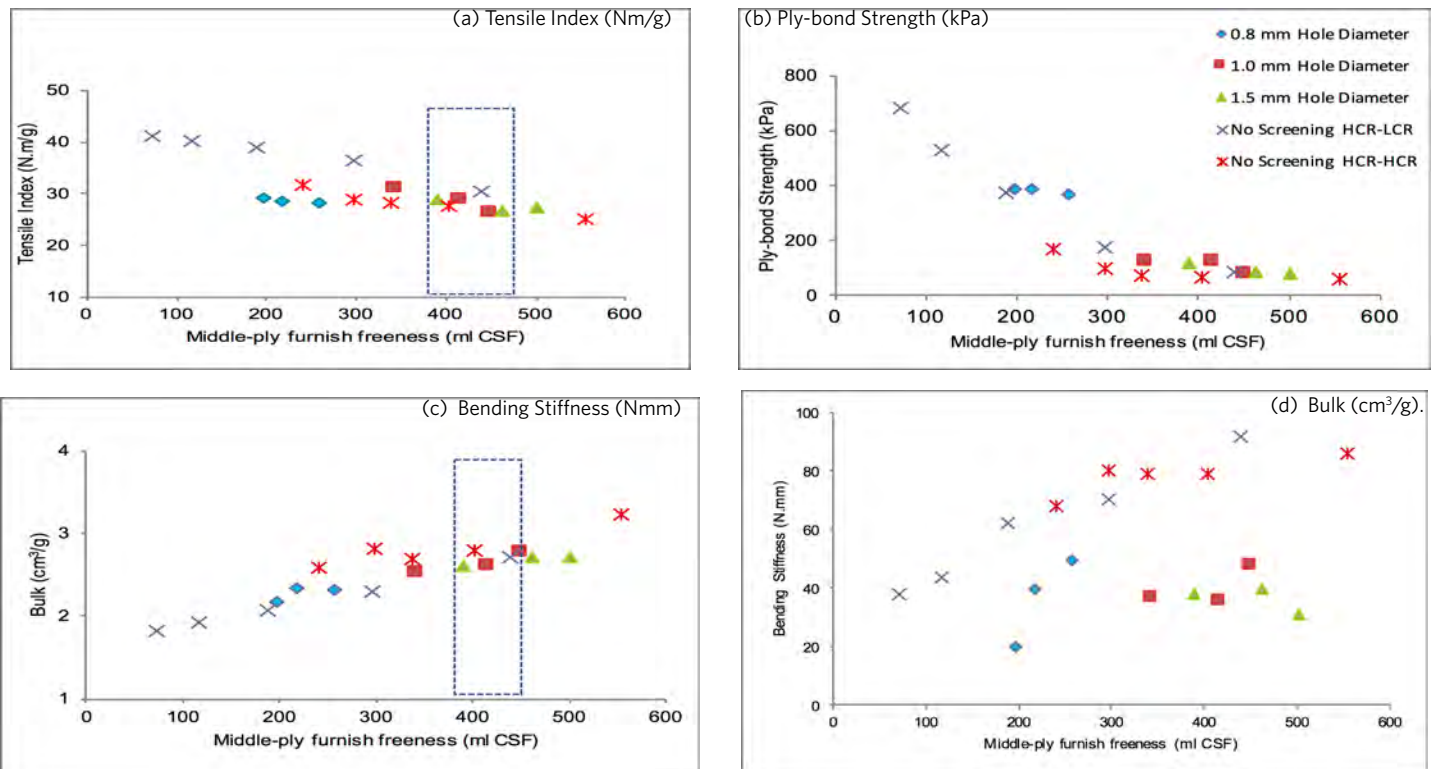 (a) Tensile Index (Nm/g)
50
40
30
20
10
Tensile Index (N.m/g)
0 100 200 300 400 500 600
Middle-ply furnish freeness (ml CSF)
(b) Ply-bond Strength (kPa)
0.8 mm Hole Diameter
1.0 mm Hole Diameter
1.5 mm Hole Diameter
No Screening HCR-LCR
No Screening HCR-HCR
800
600
400
200
0
Ply-bond Strength (kPa)
0 100 200 300 400 500 600
Middle-ply furnish freeness (ml CSF)
(c) Bending Stiffness (Nmm)
4
3
2
1
Bulk (cm³/g)
0 100 200 300 400 500 600
Middle-ply furnish freeness (ml CSF)
(d) Bulk (cm³/g).
100
80
60
40
20
0
Bending Stiffness (N.mm)
0 100 200 300 400 500 600
Middle-ply furnish freeness (ml CSF)